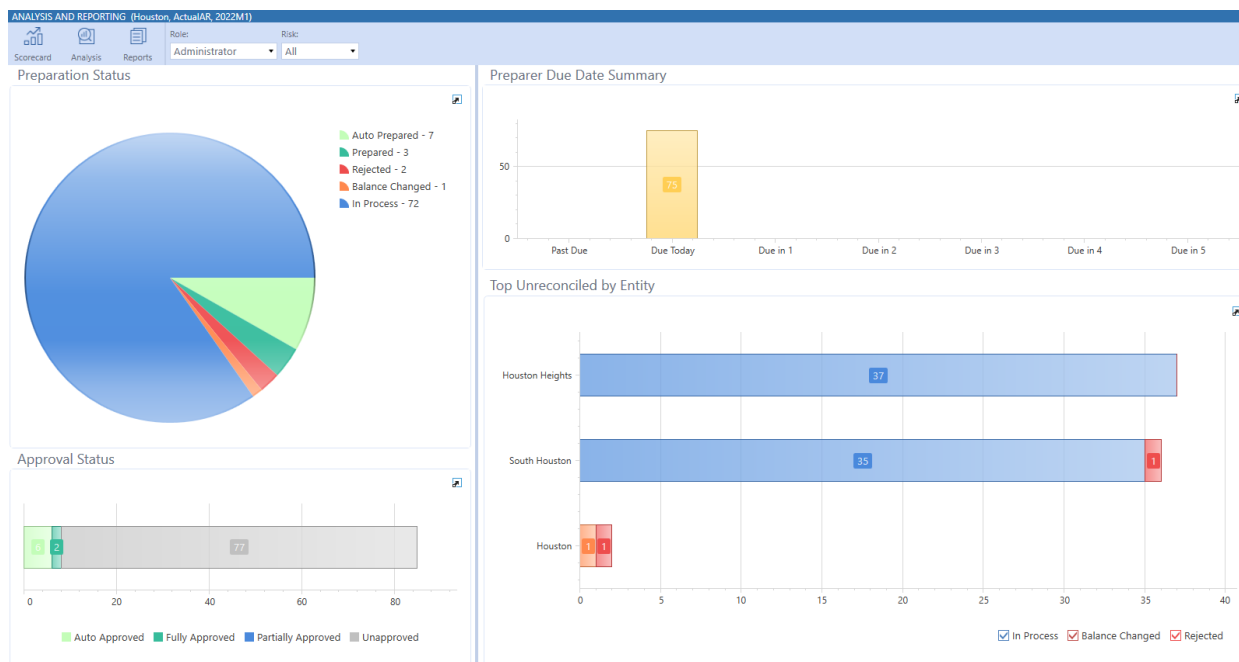 ANALYSIS AND REPORTING (Houston, ActualAR, 2022M1)
Scorecard
Analysis
Reports
Role:
Administrator
Risk:
All
Preparation Status
Auto Prepared - 7
Prepared - 3
Rejected - 2
Balance Changed - 1
In Process - 72
Approval Status
6
2
77
0 20 40 60 80
Auto Approved Fully Approved Partially Approved Unapproved
Preparer Due Date Summary
50
75
0
Past Due Due Today Due in 1 Due in 2 Due in 3 Due in 4 Due in 5
Top Unreconciled by Entity
Houston Heights 37
South Houston 35 1
Houston 1 1
0 5 10 15 20 25 30 35 40
In Process Balance Changed Rejected